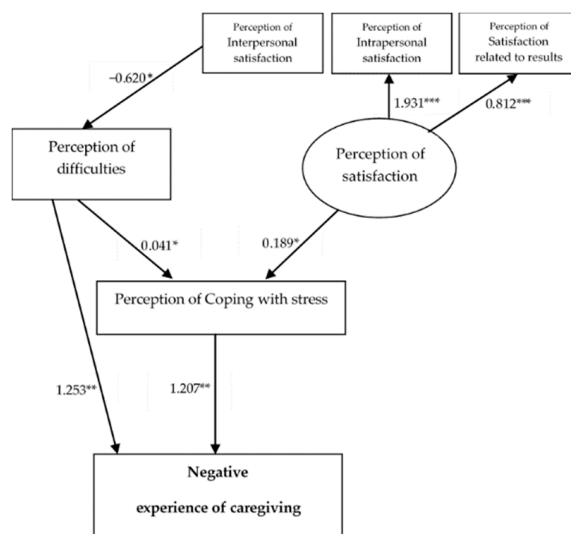 Perception of
Interpersonal
satisfaction
Perception of
Intrapersonal
satisfaction
Perception of
Satisfaction
related to results
−0.620*
1.931***
0.812***
Perception of
difficulties
Perception of
satisfaction
0.041*
0.189*
Perception of Coping with stress
1.253**
1.207**
Negative
experience of caregiving